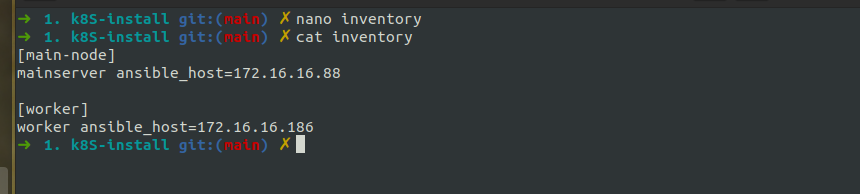 ➜ 1. k8S-install git:(main) ✗ nano inventory
➜ 1. k8S-install git:(main) ✗ cat inventory
[main-node]
mainserver ansible_host=172.16.16.88
[worker]
worker ansible_host=172.16.16.186
➜ 1. k8S-install git:(main) ✗